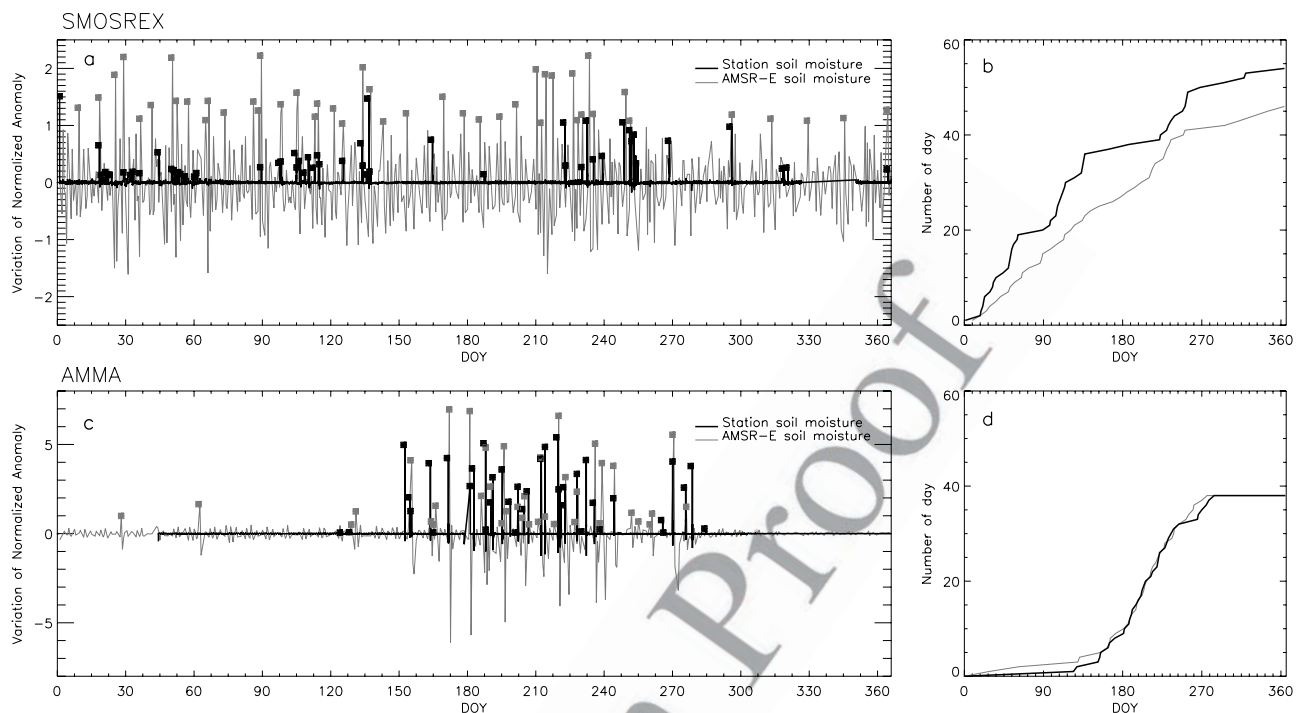 SMOSREX
a
Station soil moisture
AMSR-E soil moisture
Variation of Normalized Anomaly
2
1
0
-1
-2
0 30 60 90 120 150 180 210 240 270 300 330 360
DOY
b
Number of day
60
40
20
0
0 90 180 270 360
DOY
AMMA
c
Station soil moisture
AMSR-E soil moisture
Variation of Normalized Anomaly
5
0
-5
0 30 60 90 120 150 180 210 240 270 300 330 360
DOY
d
Number of day
60
40
20
0
0 90 180 270 360
DOY
Proof